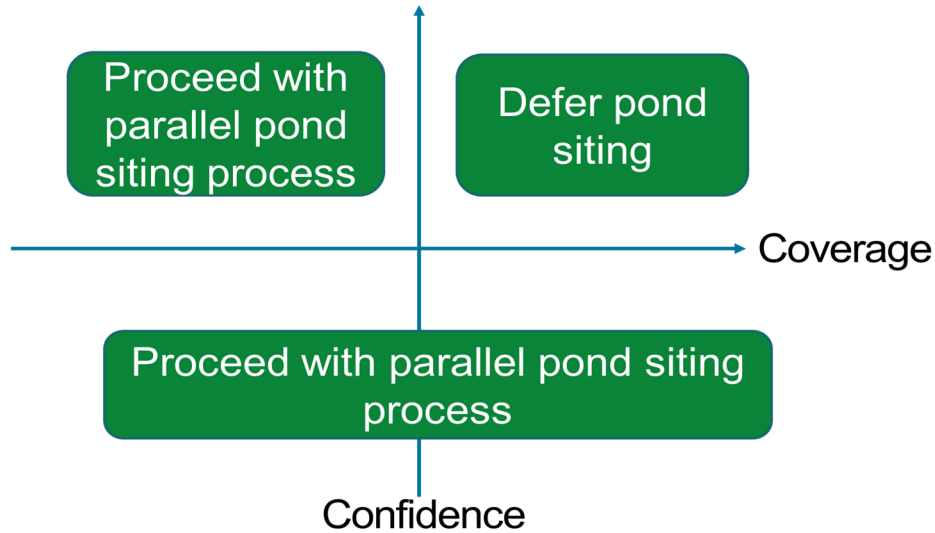 Proceed with
parallel pond
siting process
Defer pond
siting
Coverage
Proceed with parallel pond siting
process
Confidence